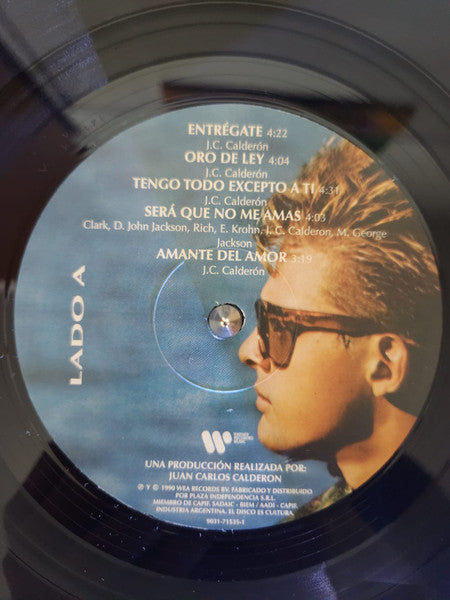 ENTRÉGATE 4:22
J.C. Calderón
ORO DE LEY 4:04
J.C. Calderón
TENGO TODO EXCEPTO A TI 4:31
J.C. Calderón
SERÁ QUE NO ME AMAS 4:03
Clark, D. John Jackson, Rich, E. Krohn, J. C. Calderon, M. George
Jackson
AMANTE DEL AMOR 3:19
J.C. Calderón
LADO A
UNA PRODUCCIÓN REALIZADA POR:
JUAN CARLOS CALDERON
℗ Y © 1990 WEA RECORDS BV. FABRICADO Y DISTRIBUIDO
POR PLAZA INDEPENDENCIA S.R.L.
MIEMBRO DE CAPIF. SADAIC - BIEM / AADI - CAPIF.
INDUSTRIA ARGENTINA. EL DISCO ES CULTURA.
9031-71535-1